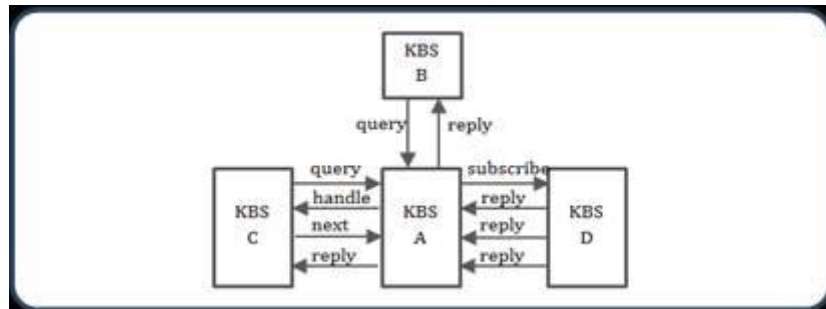 KBS
B
query
reply
query
subscribe
KBS
C
handle
next
reply
KBS
A
reply
reply
reply
KBS
D